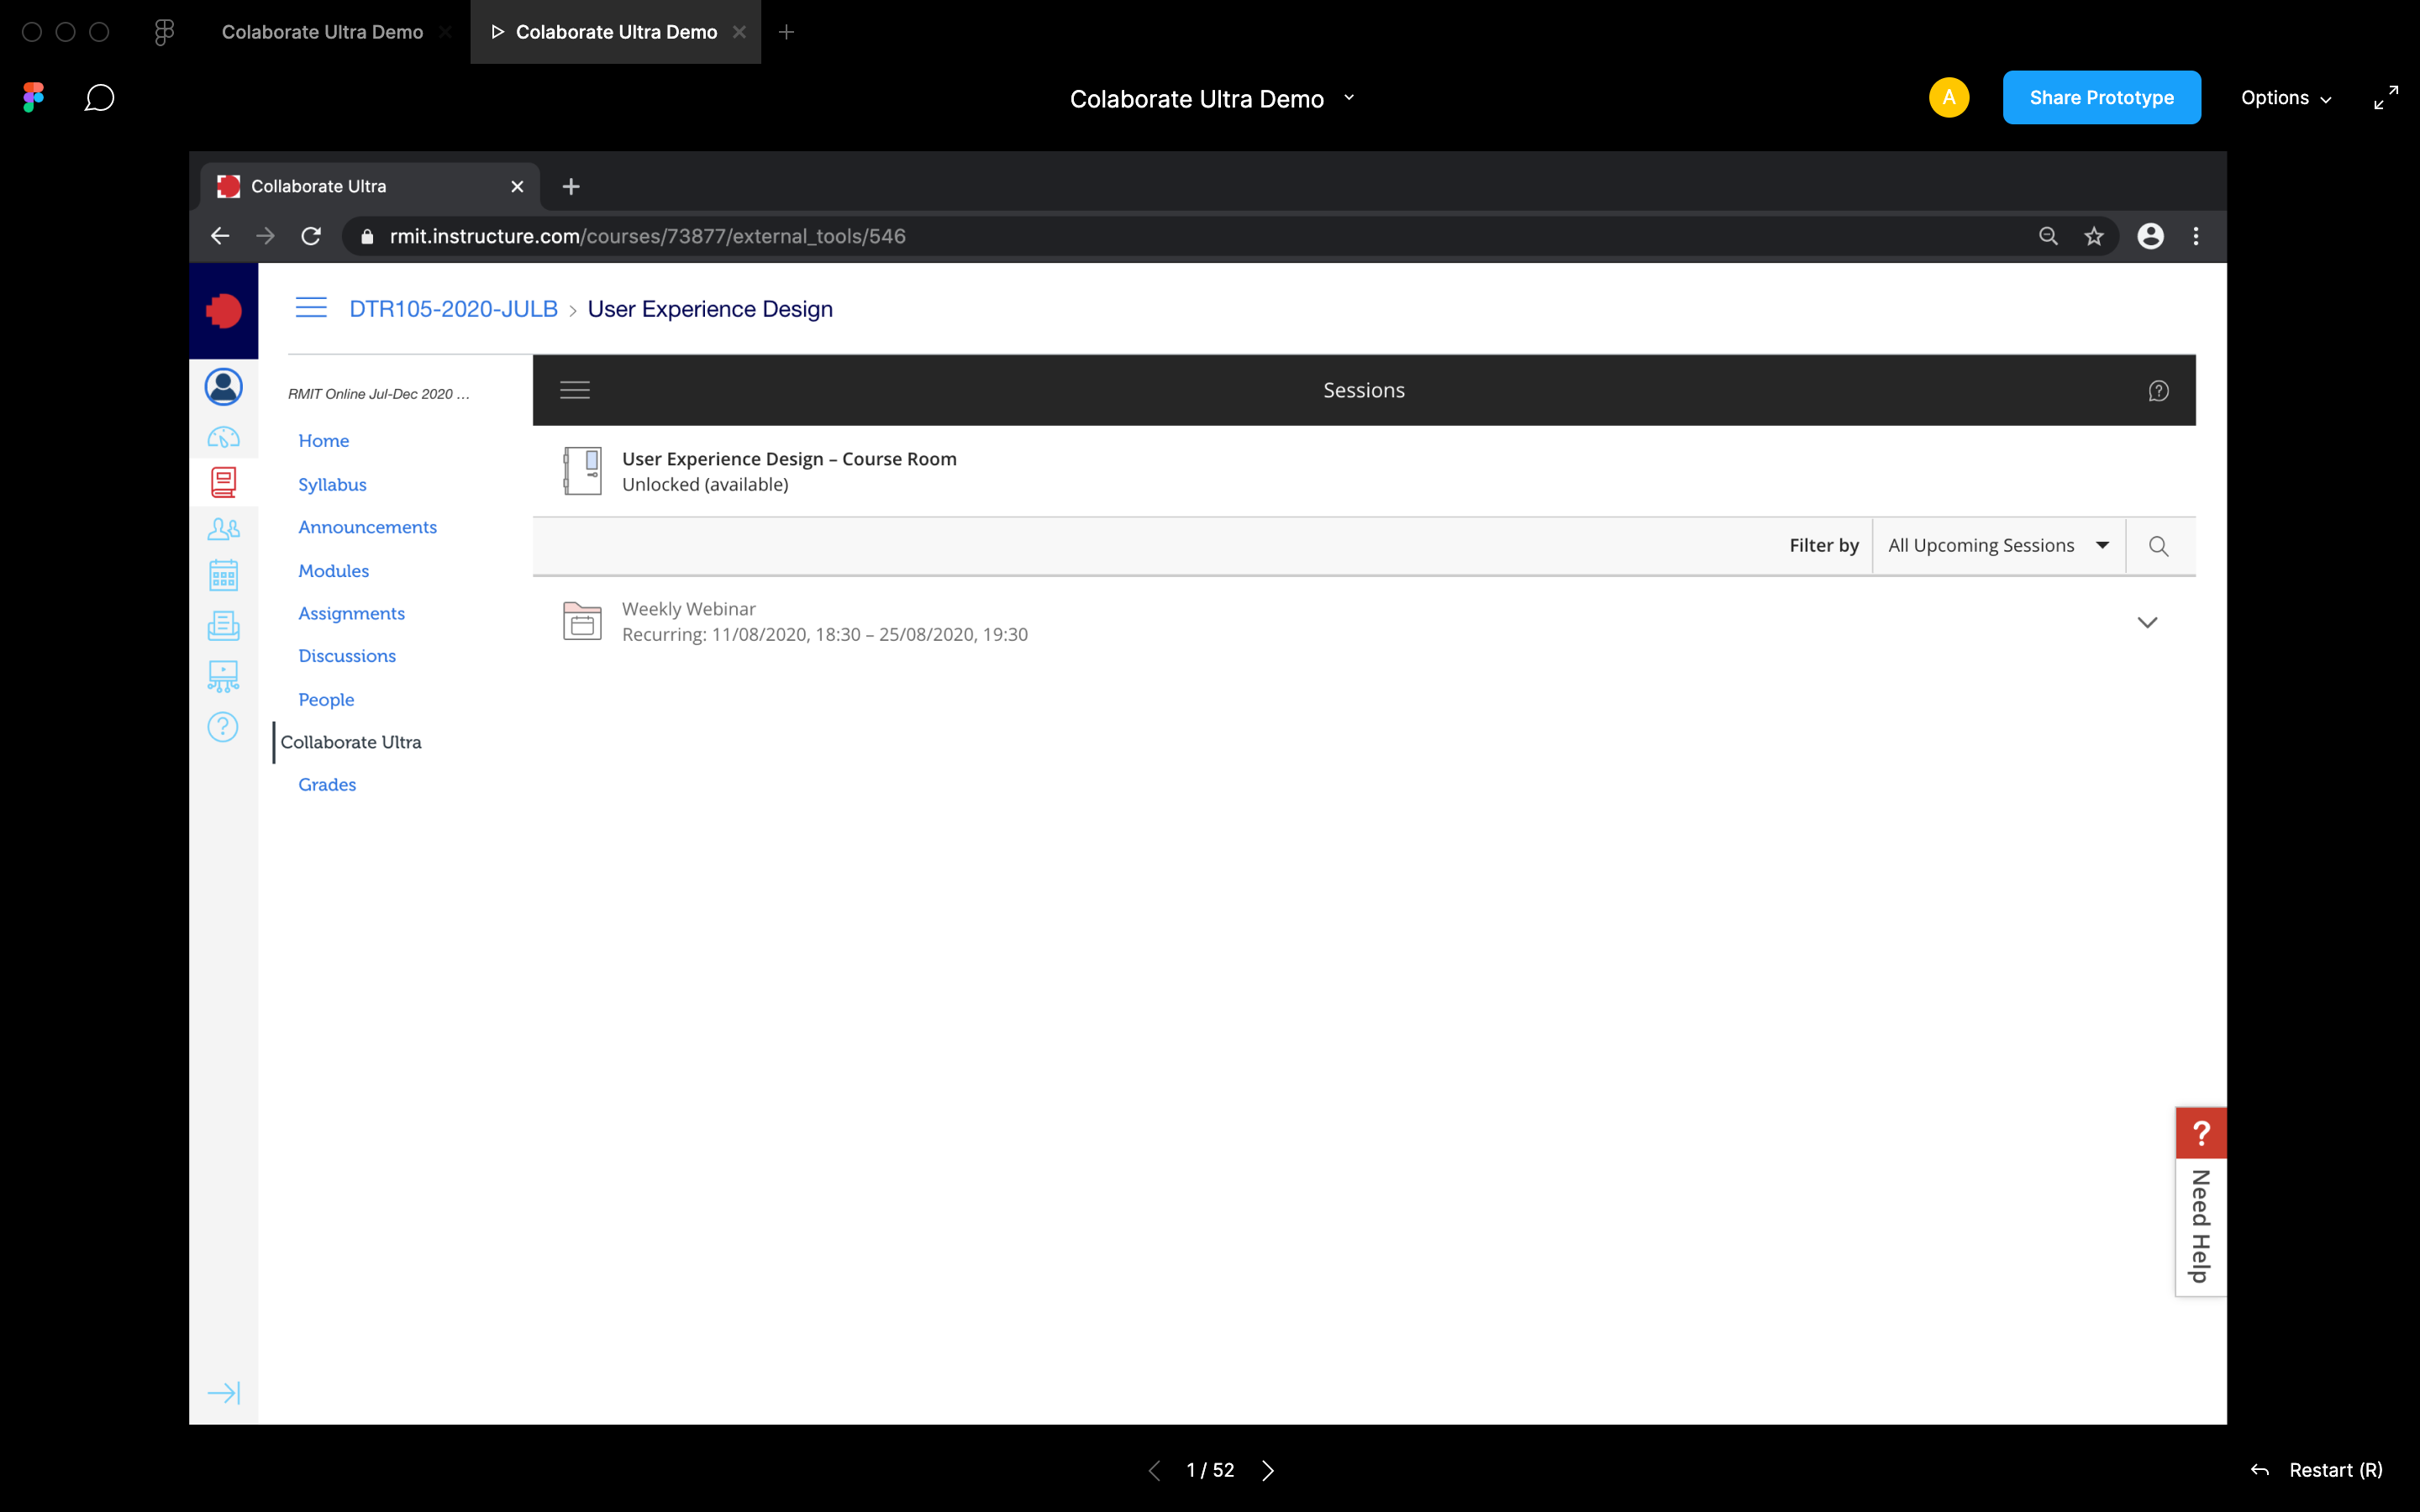 Colaborate Ultra Demo
Colaborate Ultra Demo
Colaborate Ultra Demo
A
Share Prototype
Options
Collaborate Ultra
rmit.instructure.com/courses/73877/external_tools/546
DTR105-2020-JULB > User Experience Design
RMIT Online Jul-Dec 2020 ...
Home
Syllabus
Announcements
Modules
Assignments
Discussions
People
Collaborate Ultra
Grades
Sessions
User Experience Design – Course Room
Unlocked (available)
Filter by
All Upcoming Sessions
Weekly Webinar
Recurring: 11/08/2020, 18:30 – 25/08/2020, 19:30
?
Need Help
1 / 52
Restart (R)